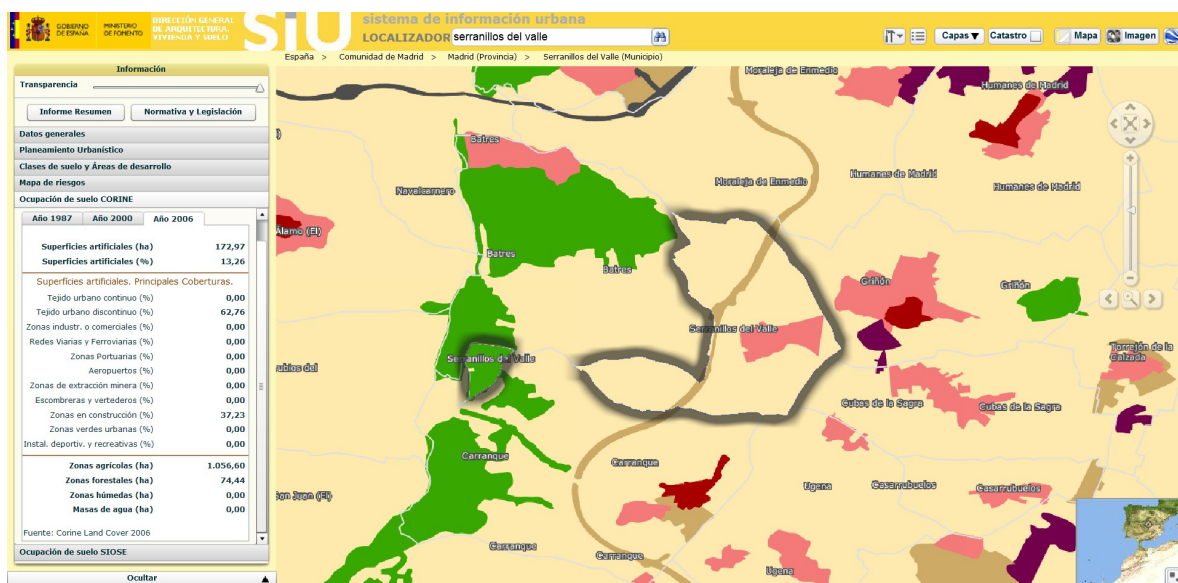 GOBIERNO
DE ESPAÑA
MINISTERIO
DE FOMENTO
DIRECCIÓN GENERAL
DE ARQUITECTURA,
VIVIENDA Y SUELO
SIU
sistema de información urbana
LOCALIZADOR serranillos del valle
Capas Catastro Mapa Imagen
España > Comunidad de Madrid > Madrid (Provincia) > Serranillos del Valle (Municipio)
Información
Transparencia
Informe Resumen Normativa y Legislación
Datos generales
Planeamiento Urbanístico
Clases de suelo y Áreas de desarrollo
Mapa de riesgos
Ocupación de suelo CORINE
Año 1987 Año 2000 Año 2006
Superficies artificiales (ha) 172,97
Superficies artificiales (%) 13,26
Superfícies artificiales. Principales Coberturas.
Tejido urbano continuo (%) 0,00
Tejido urbano discontinuo (%) 62,76
Zonas industr. o comerciales (%) 0,00
Redes Viarias y Ferroviarias (%) 0,00
Zonas Portuarias (%) 0,00
Aeropuertos (%) 0,00
Zonas de extracción minera (%) 0,00
Escombreras y vertederos (%) 0,00
Zonas en construcción (%) 37,23
Zonas verdes urbanas (%) 0,00
Instal. deportiv. y recreativas (%) 0,00
Zonas agrícolas (ha) 1.056,60
Zonas forestales (ha) 74,44
Zonas húmedas (ha) 0,00
Masas de agua (ha) 0,00
Fuente: Corine Land Cover 2006
Ocupación de suelo SIOSE
Ocultar
Moraleja de Enmedio
Humanes de Madrid
Batres
Navalcarnero
Moraleja de Enmedio
Humanes de Madrid
Humanes de Madrid
Álamo (El)
Batres
Batres
Griñón
Griñón
Serranillos del Valle
Serranillos del Valle
Torrejón de la
Calzada
Cubas de la Sagra
Cubas de la Sagra
Carranque
Carranque
Ugena
Casarrubuelos
Casarrubuelos
Carranque
Carranque
Ugena